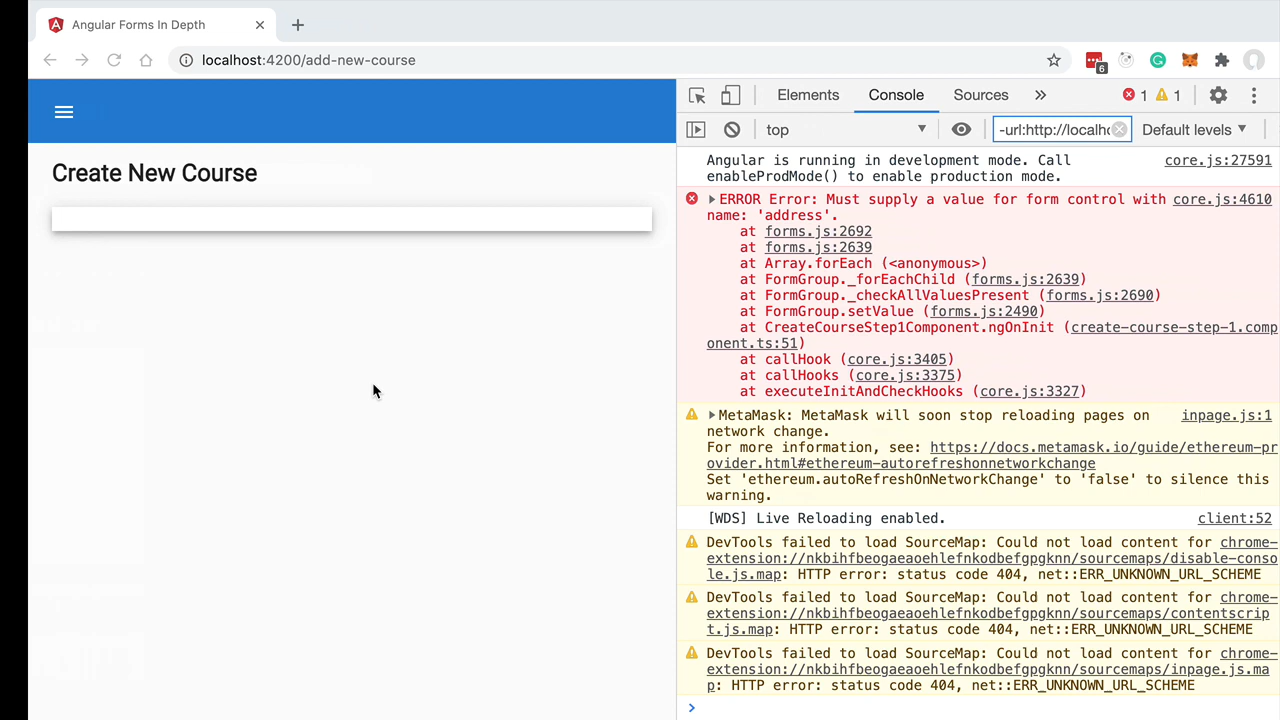 Angular Forms In Depth
localhost:4200/add-new-course
6
Elements Console Sources 1 1
top -url:http://localhc Default levels
Create New Course
Angular is running in development mode. Call core.js:27591
enableProdMode() to enable production mode.
ERROR Error: Must supply a value for form control with core.js:4610
name: 'address'.
at forms.js:2692
at forms.js:2639
at Array.forEach (<anonymous>)
at FormGroup._forEachChild (forms.js:2639)
at FormGroup._checkAllValuesPresent (forms.js:2690)
at FormGroup.setValue (forms.js:2490)
at CreateCourseStep1Component.ngOnInit (create-course-step-1.comp
onent.ts:51)
at callHook (core.js:3405)
at callHooks (core.js:3375)
at executeInitAndCheckHooks (core.js:3327)
MetaMask: MetaMask will soon stop reloading pages on inpage.js:1
network change.
For more information, see: https://docs.metamask.io/guide/ethereum-pr
ovider.html#ethereum-autorefreshonnetworkchange
Set 'ethereum.autoRefreshOnNetworkChange' to 'false' to silence this
warning.
[WDS] Live Reloading enabled. client:52
DevTools failed to load SourceMap: Could not load content for chrome-
extension://nkbihfbeogaeaoehlefnkodbefgpgknn/sourcemaps/disable-conso
le.js.map: HTTP error: status code 404, net::ERR_UNKNOWN_URL_SCHEME
DevTools failed to load SourceMap: Could not load content for chrome-
extension://nkbihfbeogaeaoehlefnkodbefgpgknn/sourcemaps/contentscrip
t.js.map: HTTP error: status code 404, net::ERR_UNKNOWN_URL_SCHEME
DevTools failed to load SourceMap: Could not load content for chrome-
extension://nkbihfbeogaeaoehlefnkodbefgpgknn/sourcemaps/inpage.js.ma
p: HTTP error: status code 404, net::ERR_UNKNOWN_URL_SCHEME